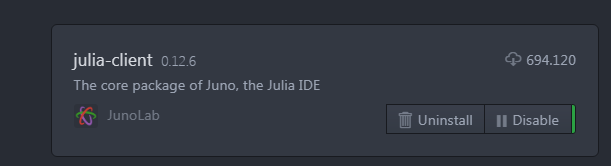 julia-client 0.12.6 694.120
The core package of Juno, the Julia IDE
JunoLab Uninstall Disable